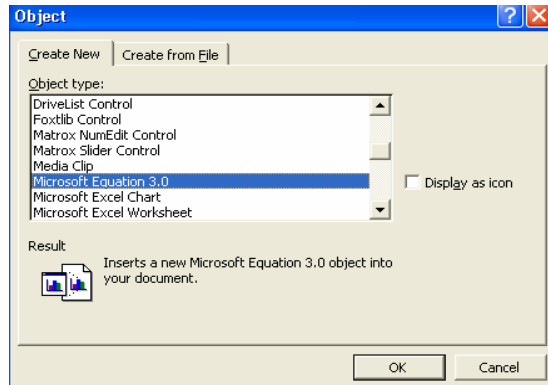 Object
Create New
Create from File
Object type:
DriveList Control
Foxtlib Control
Matrox NumEdit Control
Matrox Slider Control
Media Clip
Microsoft Equation 3.0
Microsoft Excel Chart
Microsoft Excel Worksheet
Display as icon
Result
Inserts a new Microsoft Equation 3.0 object into
your document.
OK
Cancel